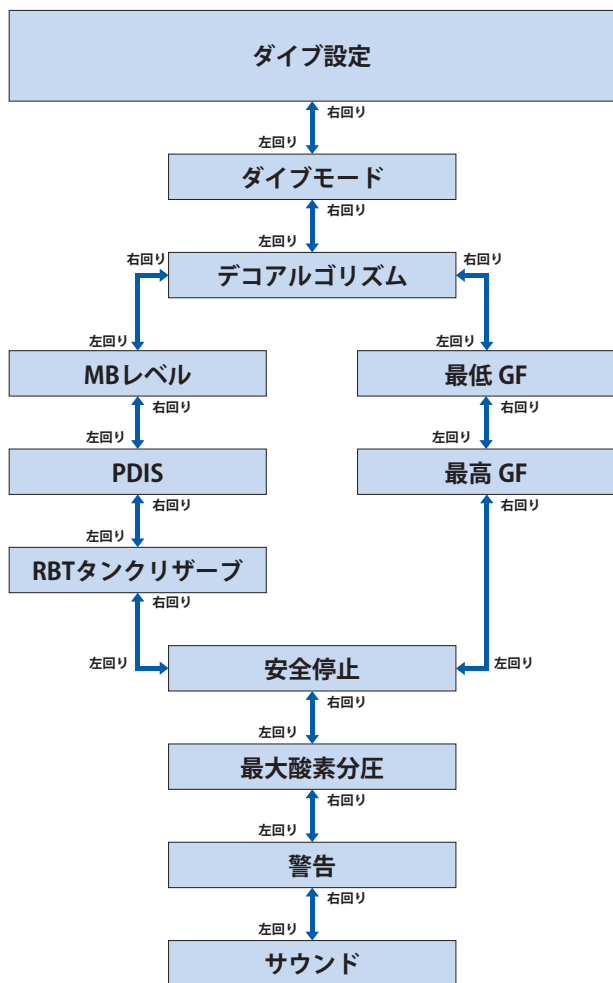 ダイブ設定
右回り
左回り
ダイブモード
右回り
左回り
デコアルゴリズム
右回り
左回り
MBレベル
右回り
左回り
PDIS
右回り
左回り
RBTタンクリザーブ
右回り
左回り
右回り
左回り
最低 GF
右回り
左回り
最高 GF
右回り
左回り
安全停止
右回り
左回り
最大酸素分圧
右回り
左回り
警告
右回り
左回り
サウンド